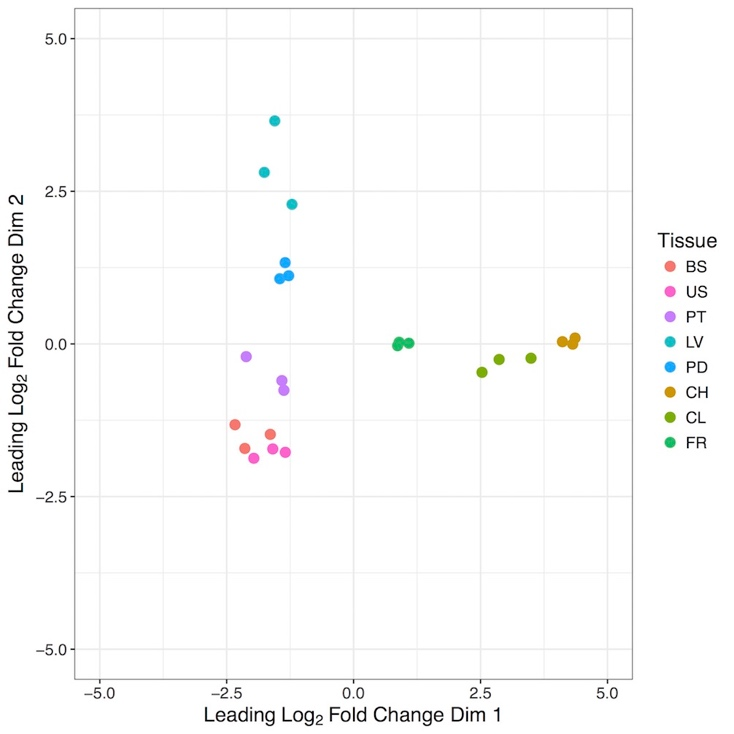 Leading Log2 Fold Change Dim 2
5.0
2.5
0.0
−2.5
−5.0
−5.0 −2.5 0.0 2.5 5.0
Leading Log2 Fold Change Dim 1
Tissue
BS
US
PT
LV
PD
CH
CL
FR